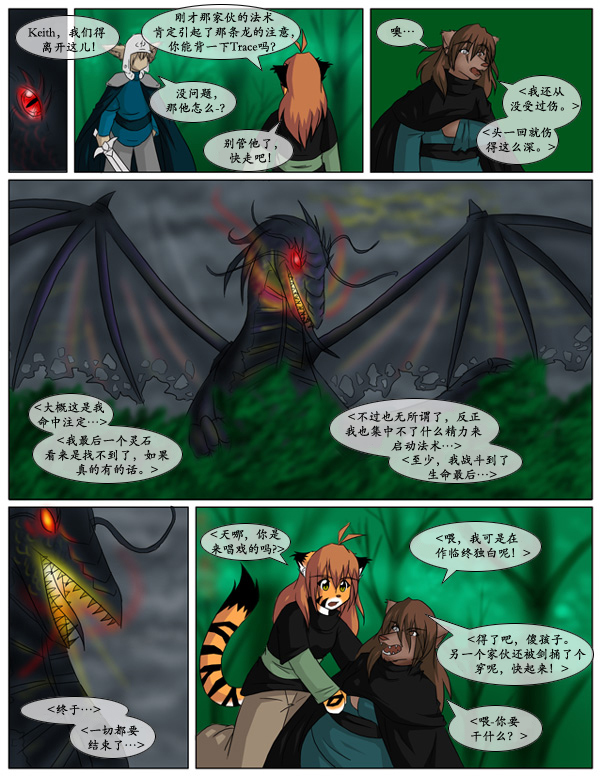 Keith，我们得
离开这儿！
刚才那家伙的法术
肯定引起了那条龙的注意，
你能背一下Trace吗？
没问题，
那他怎么-？
别管他了，
快走吧！
噢…
<我还从
没受过伤。>
<头一回就伤
得这么深。>
<大概这是我
命中注定…>
<我最后一个灵石
看来是找不到了，如果
真的有的话。>
<不过也无所谓了，反正
我也集中不了什么精力来
启动法术…>
<至少，我战斗到了
生命最后…>
<终于…>
<一切都要
结束了…>
<天哪，你是
来唱戏的吗?>
<喂，我可是在
作临终独白呢！>
<得了吧，傻孩子。
另一个家伙还被剑捅了个
穿呢，快起来！>
<喂-你要
干什么？>